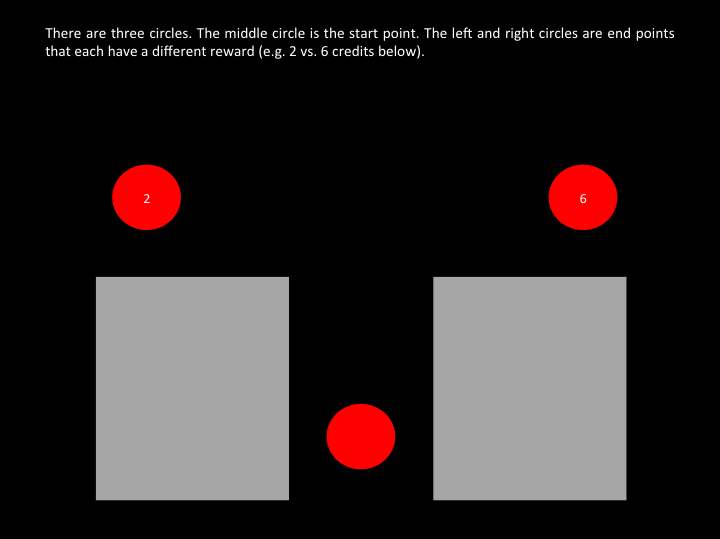 There are three circles. The middle circle is the start point. The left and right circles are end points
that each have a different reward (e.g. 2 vs. 6 credits below).
2
6